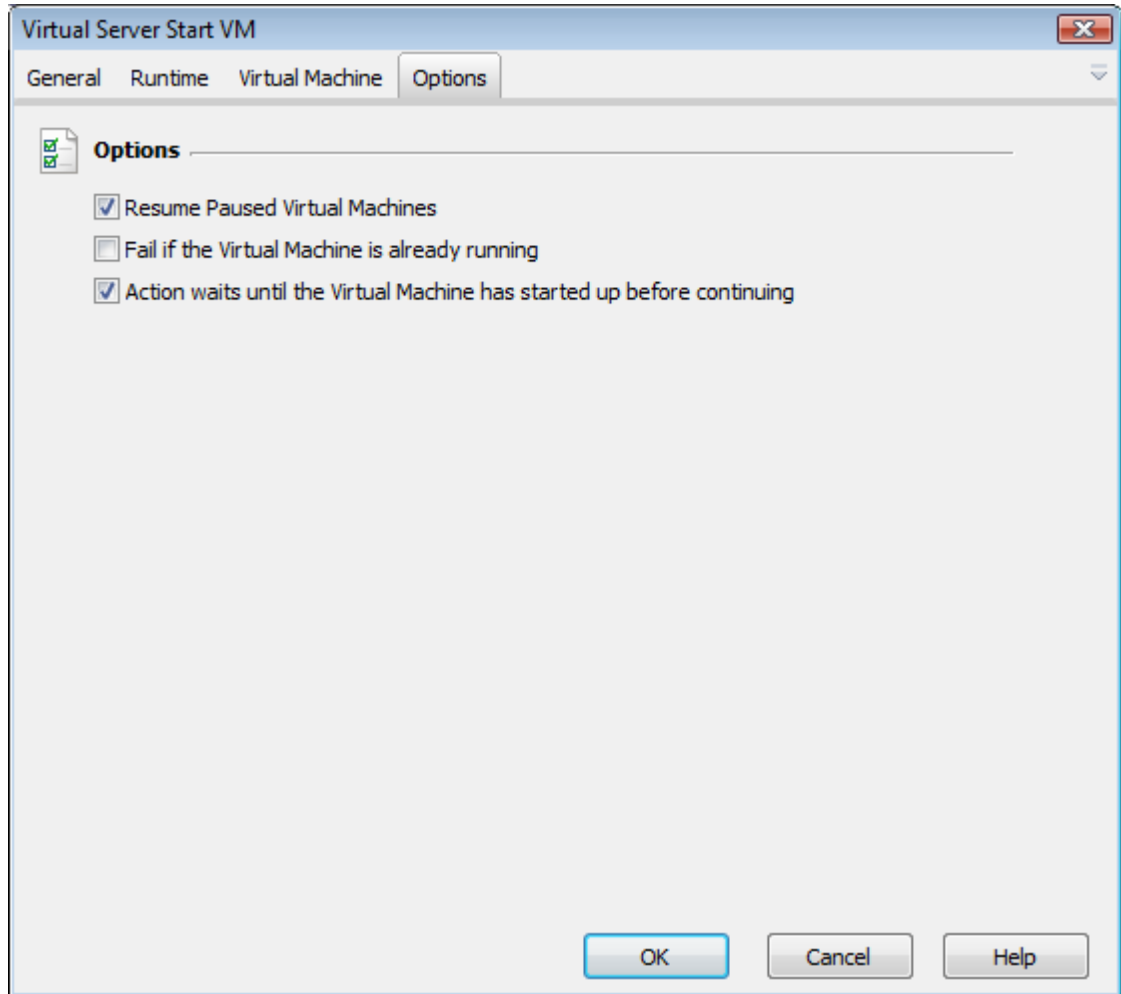 Virtual Server Start VM
General Runtime Virtual Machine Options
Options
Resume Paused Virtual Machines
Fail if the Virtual Machine is already running
Action waits until the Virtual Machine has started up before continuing
OK Cancel Help